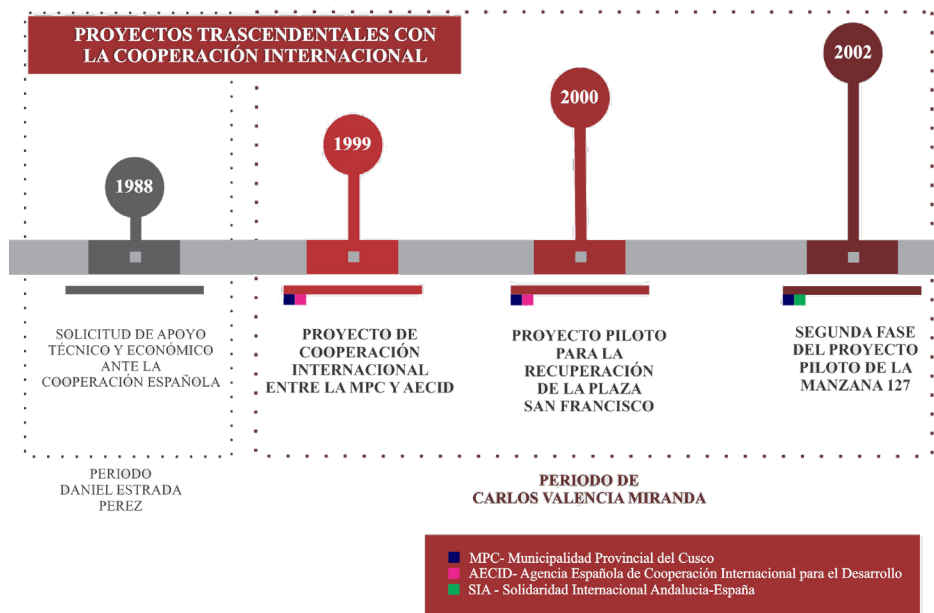 PROYECTOS TRASCENDENTALES CON
LA COOPERACIÓN INTERNACIONAL
1988
1999
2000
2002
SOLICITUD DE APOYO
TÉCNICO Y ECONÓMICO
ANTE LA
COOPERACIÓN ESPAÑOLA
PROYECTO DE
COOPERACIÓN
INTERNACIONAL
ENTRE LA MPC Y AECID
PROYECTO PILOTO
PARA LA
RECUPERACIÓN
DE LA PLAZA
SAN FRANCISCO
SEGUNDA FASE
DEL PROYECTO
PILOTO DE LA
MANZANA 127
PERIODO
DANIEL ESTRADA
PEREZ
PERIODO DE
CARLOS VALENCIA MIRANDA
MPC- Municipalidad Provincial del Cusco
AECID- Agencia Española de Cooperación Internacional para el Desarrollo
SIA - Solidaridad Internacional Andalucia-España